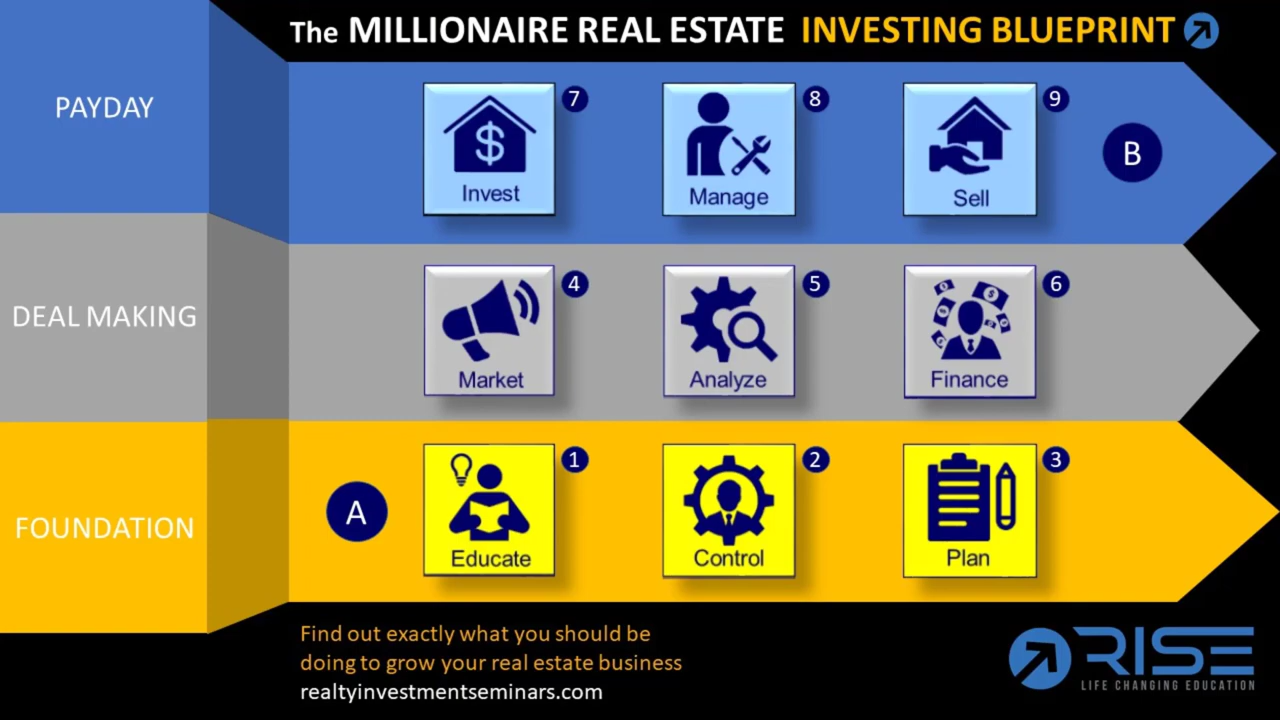 The MILLIONAIRE REAL ESTATE INVESTING BLUEPRINT
PAYDAY
Invest
7
Manage
8
Sell
9
B
DEAL MAKING
Market
4
Analyze
5
Finance
6
FOUNDATION
A
Educate
1
Control
2
Plan
3
Find out exactly what you should be
doing to grow your real estate business
realtyinvestmentseminars.com
RISE
LIFE CHANGING EDUCATION